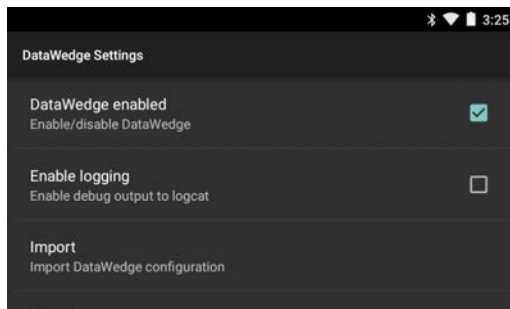 3:25
DataWedge Settings
DataWedge enabled
Enable/disable DataWedge
Enable logging
Enable debug output to logcat
Import
Import DataWedge configuration